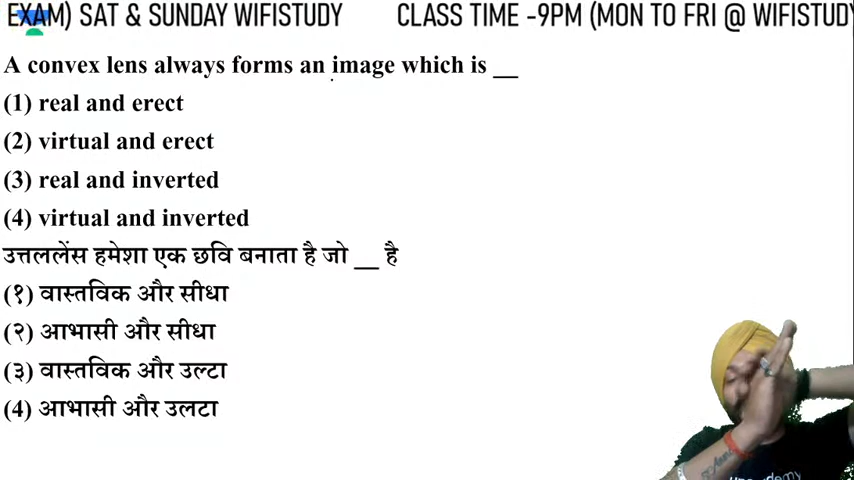 EXAM) SAT & SUNDAY WIFISTUDY CLASS TIME -9PM (MON TO FRI @ WIFISTUDY
A convex lens always forms an image which is __
(1) real and erect
(2) virtual and erect
(3) real and inverted
(4) virtual and inverted
उत्तललेंस हमेशा एक छवि बनाता है जो __ है
(१) वास्तविक और सीधा
(२) आभासी और सीधा
(३) वास्तविक और उल्टा
(4) आभासी और उलटा